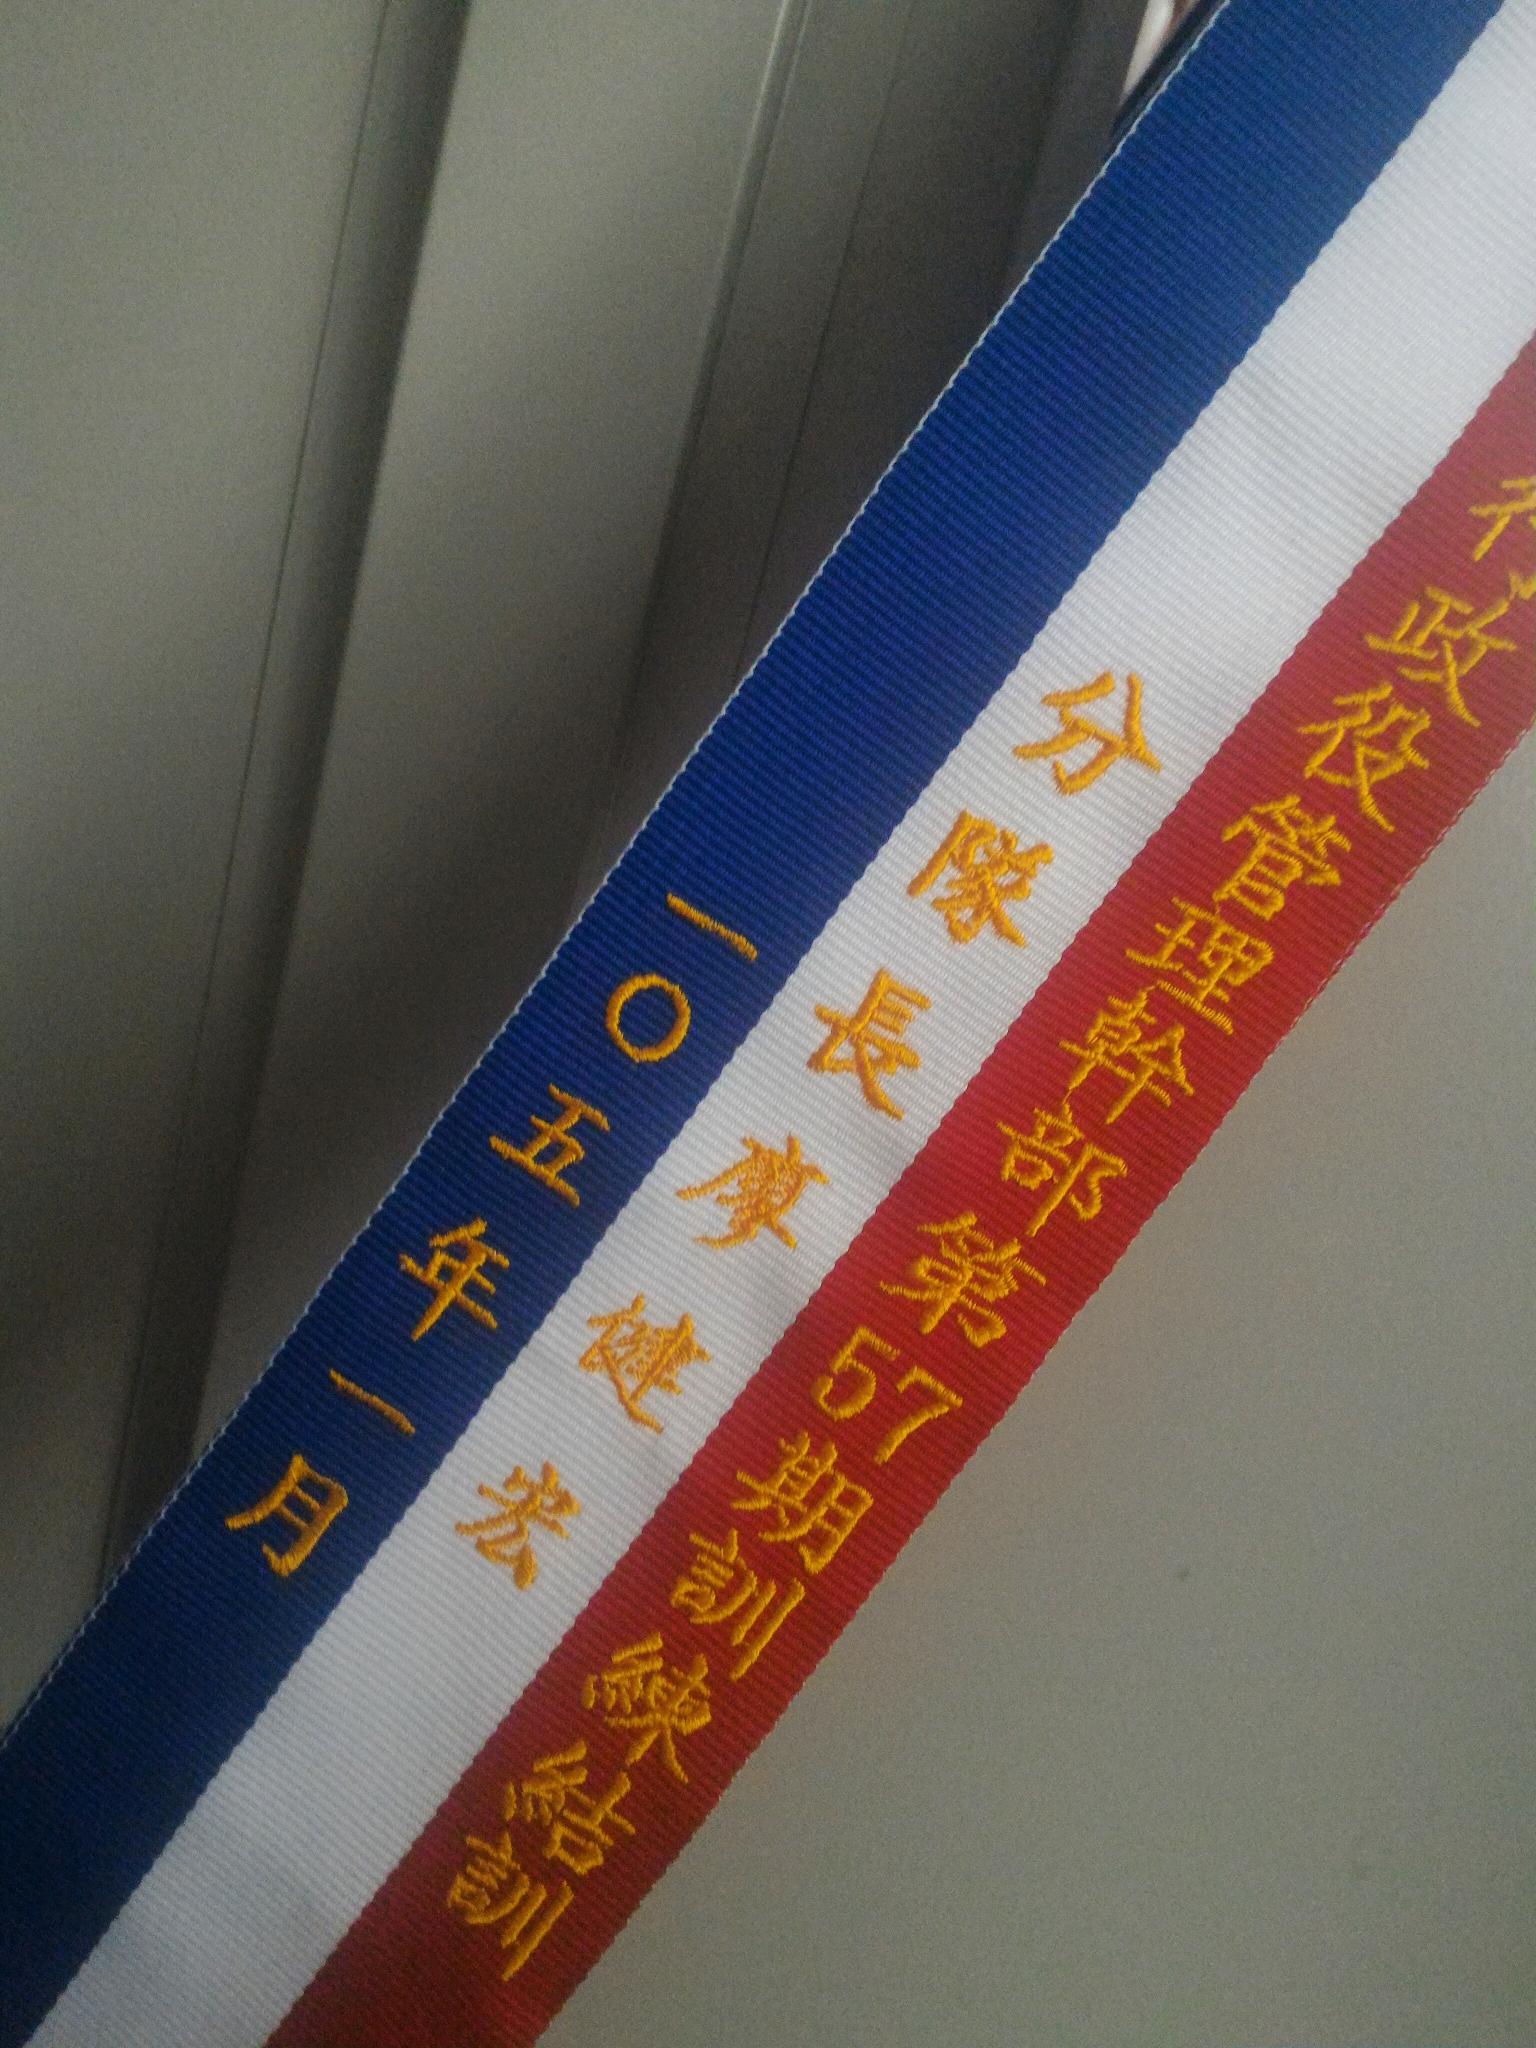 行政役管理幹部第57期訓練結訓
分隊長廖健宏
一〇五年一月